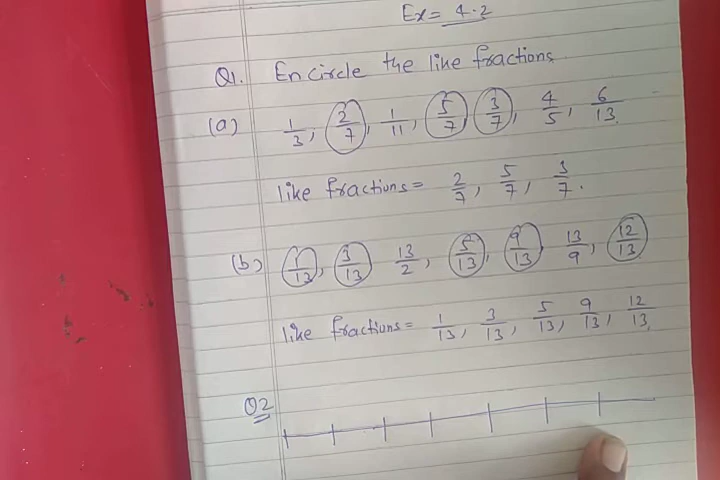 Ex = 4.2
Q1. Encircle the like fractions.
(a) 1/3, 2/7, 1/11, 5/7, 3/7, 4/5, 6/13.
like fractions = 2/7, 5/7, 3/7.
(b) 1/13, 3/13 13/2, 5/13, 9/13 13/9, 12/13
like fractions = 1/13, 3/13, 5/13, 9/13, 12/13.
Q2